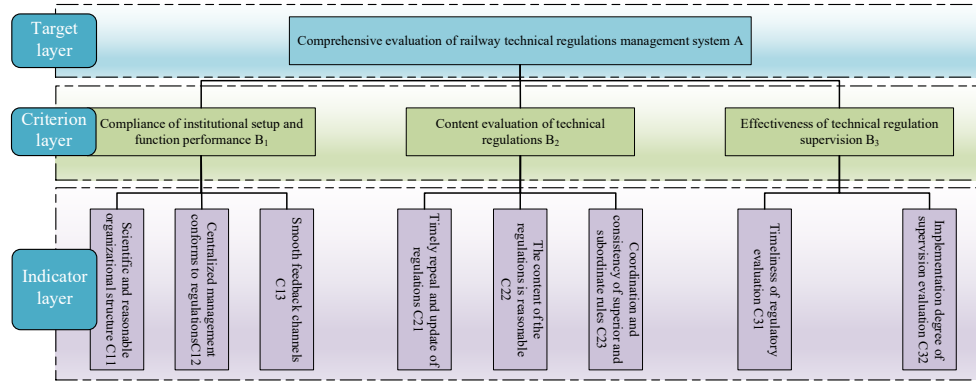 Target
layer
Comprehensive evaluation of railway technical regulations management system A
Criterion
layer
Compliance of institutional setup and
function performance B₁
Content evaluation of technical
regulations B₂
Effectiveness of technical regulation
supervision B₃
Indicator
layer
Scientific and reasonable
organizational structure C11
Centralized management
conforms to regulationsC12
Smooth feedback channels
C13
Timely repeal and update of
regulations C21
The content of the
regulations is reasonable
C22
Coordination and
consistency of superior and
subordinate rules C23
Timeliness of regulatory
evaluation C31
Implementation degree of
supervision evaluation C32